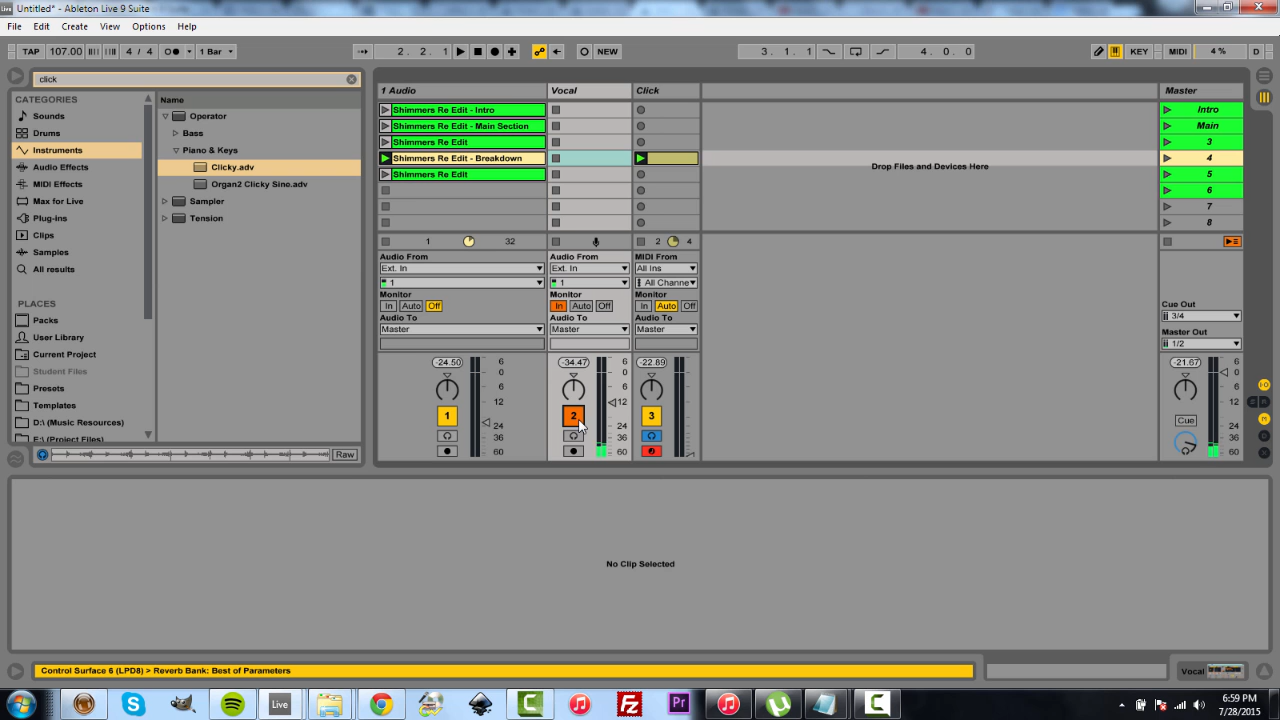 Untitled* - Ableton Live 9 Suite
File Edit Create View Options
TAP 107.00 4 / 4 1 Bar 2. 2. 1 NEW 3. 1. 1 4. 0. 0 KEY MIDI 4 % D
click
CATEGORIES
Sounds
Drums
Instruments
Audio Effects
MIDI Effects
Max for Live
Plug-ins
Clips
Samples
All results
PLACES
Packs
User Library
Current Project
Student Files
Presets
Templates
D:\ (Music Resources)
E:\ (Project Files)
Name
Operator
Bass
Piano & Keys
Clicky.adv
Organ2 Clicky Sine.adv
Sampler
Tension
Raw
1 Audio Vocal Click Master
Shimmers Re Edit - Intro Intro
Shimmers Re Edit - Main Section Main
Shimmers Re Edit 3
Shimmers Re Edit - Breakdown 4
Shimmers Re Edit 5
6
7
8
Drop Files and Devices Here
1 32 2 4
Audio From Audio From MIDI From
Ext. In Ext. In All Ins
1 1 All Channe
Monitor Monitor Monitor
In Auto Off In Auto Off In Auto Off
Audio To Audio To Audio To
Master Master Master
Cue Out
3/4
Master Out
1/2
-24.50 6 -34.47 6 -22.89 6 -21.67 6
0 0 0 0
6 6 6 6
12 12 12 12
1 2 3 Cue
24 24 24 24
36 36 36 36
60 60 60 60
No Clip Selected
Control Surface 6 (LPD8) > Reverb Bank: Best of Parameters
Vocal
Live
Pr
6:59 PM
7/28/2015